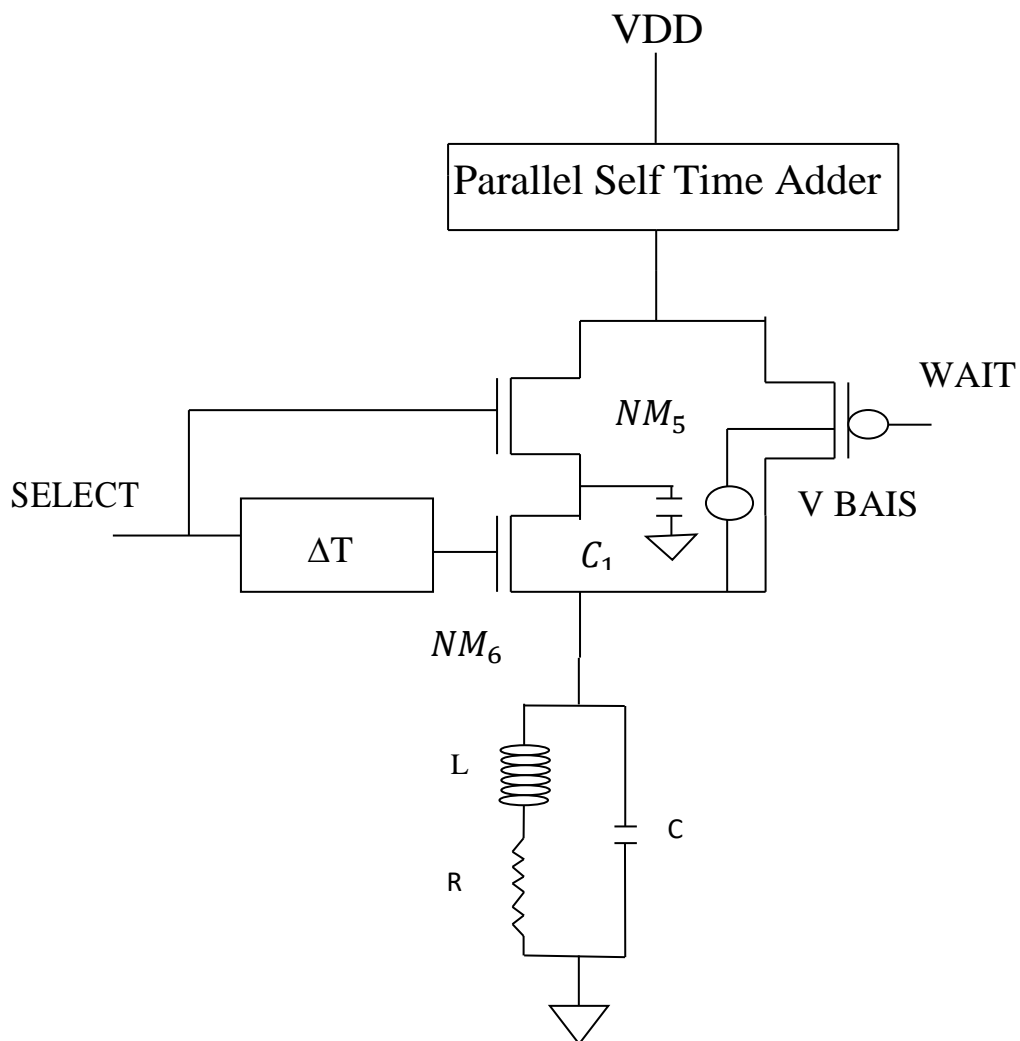 VDD
Parallel Self Time Adder
WAIT
NM₅
SELECT
V BAIS
ΔT
C₁
NM₆
L
C
R